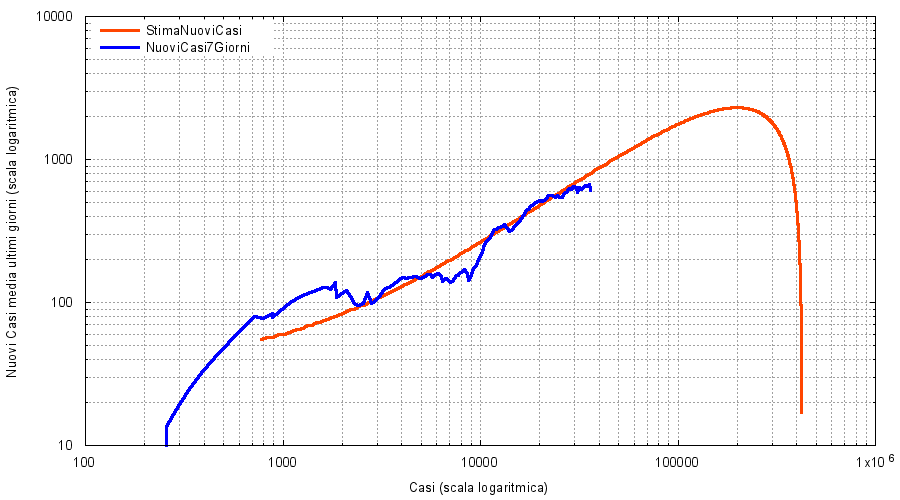 10000
StimaNuoviCasi
NuoviCasi7Giorni
1000
100
10
Nuovi Casi media ultimi giorni (scala logaritmica)
100
1000
10000
100000
1x10 6
Casi (scala logaritmica)